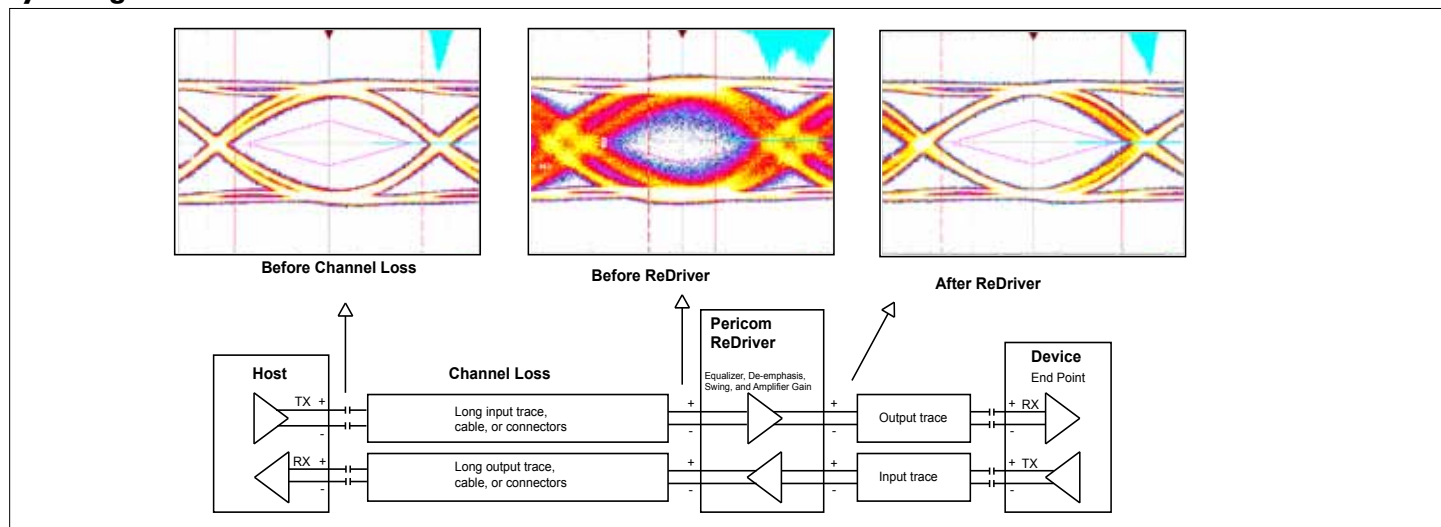 Before Channel Loss
Before ReDriver
After ReDriver
Host
Channel Loss
Pericom
ReDriver
Equalizer, De-emphasis,
Swing, and Amplifier Gain
Device
End Point
TX +
-
Long input trace,
cable, or connectors
+
-
+
-
Output trace
+ RX
-
RX +
-
Long output trace,
cable, or connectors
+
-
+
-
Input trace
+ TX
-